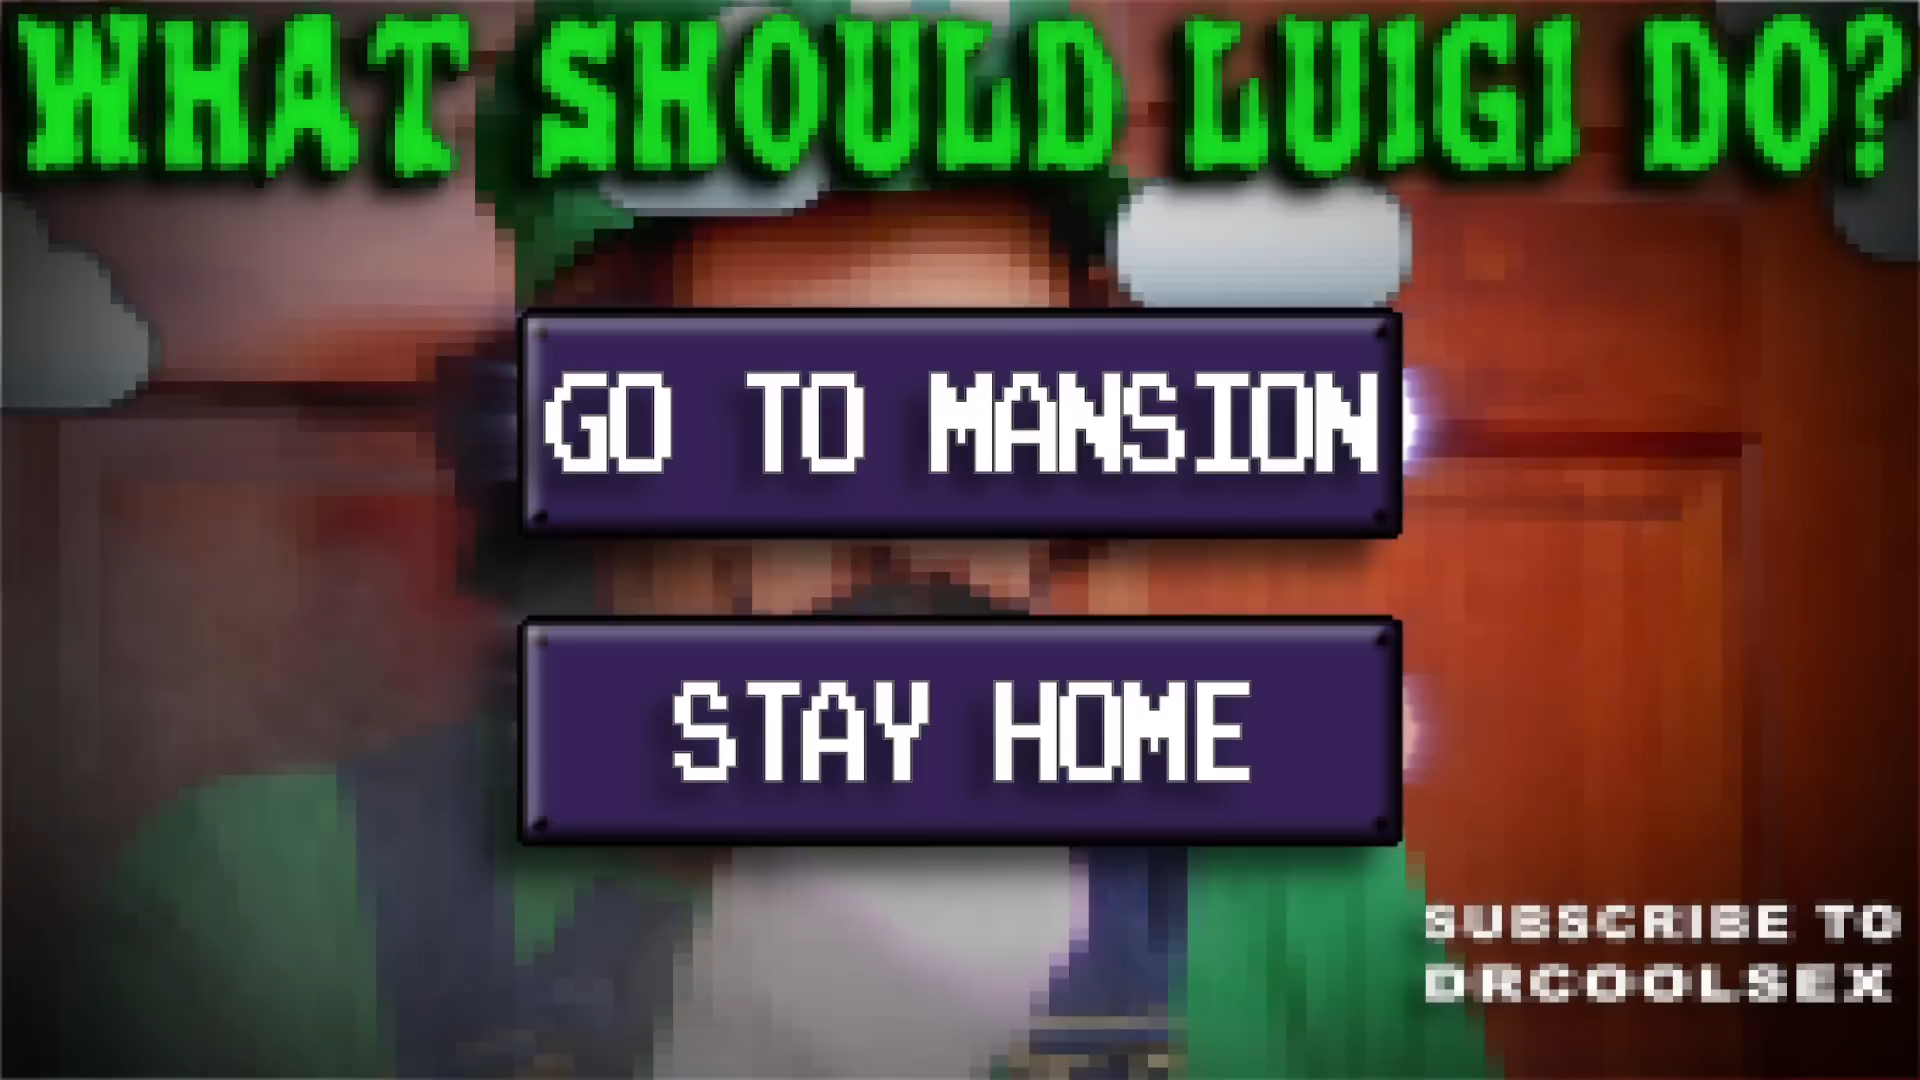 WHAT SHOULD LUIGI DO?
GO TO MANSION
STAY HOME
SUBSCRIBE TO
DRCOOLSEX